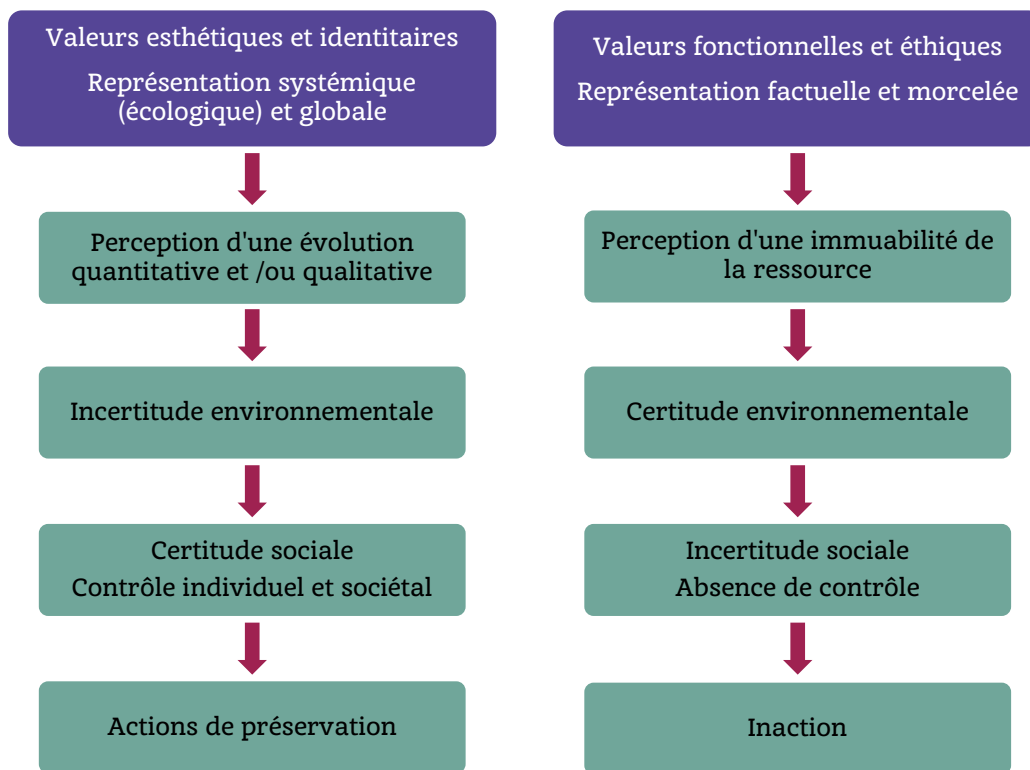 Valeurs esthétiques et identitaires
Représentation systémique
(écologique) et globale
Perception d'une évolution
quantitative et /ou qualitative
Incertitude environnementale
Certitude sociale
Contrôle individuel et sociétal
Actions de préservation
Valeurs fonctionnelles et éthiques
Représentation factuelle et morcelée
Perception d'une immuabilité de
la ressource
Certitude environnementale
Incertitude sociale
Absence de contrôle
Inaction